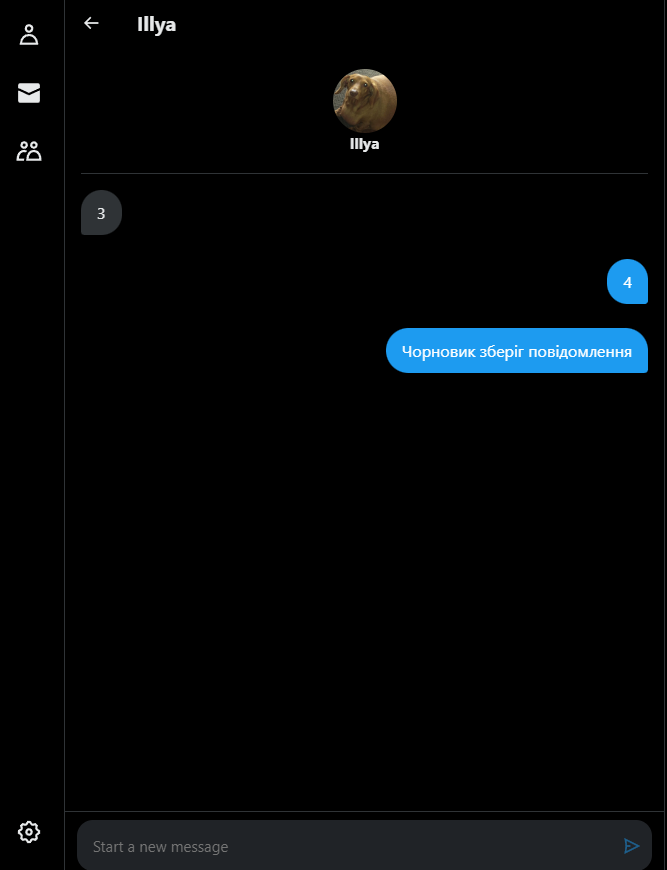 Illya
Illya
3
4
Чорновик зберіг повідомлення
Start a new message